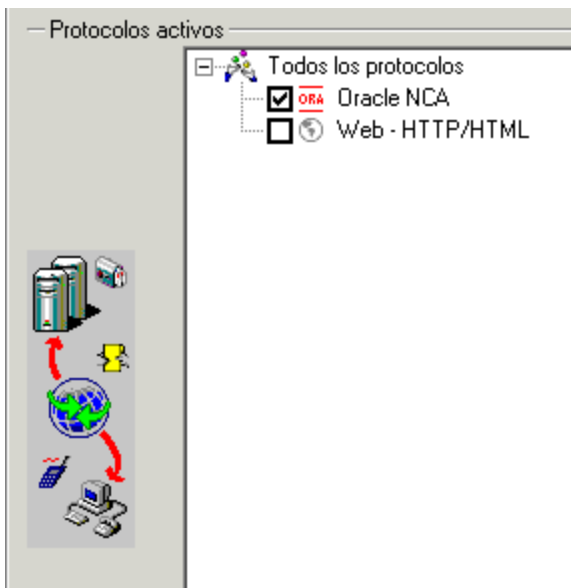 Protocolos activos
Todos los protocolos
ORA Oracle NCA
Web - HTTP/HTML